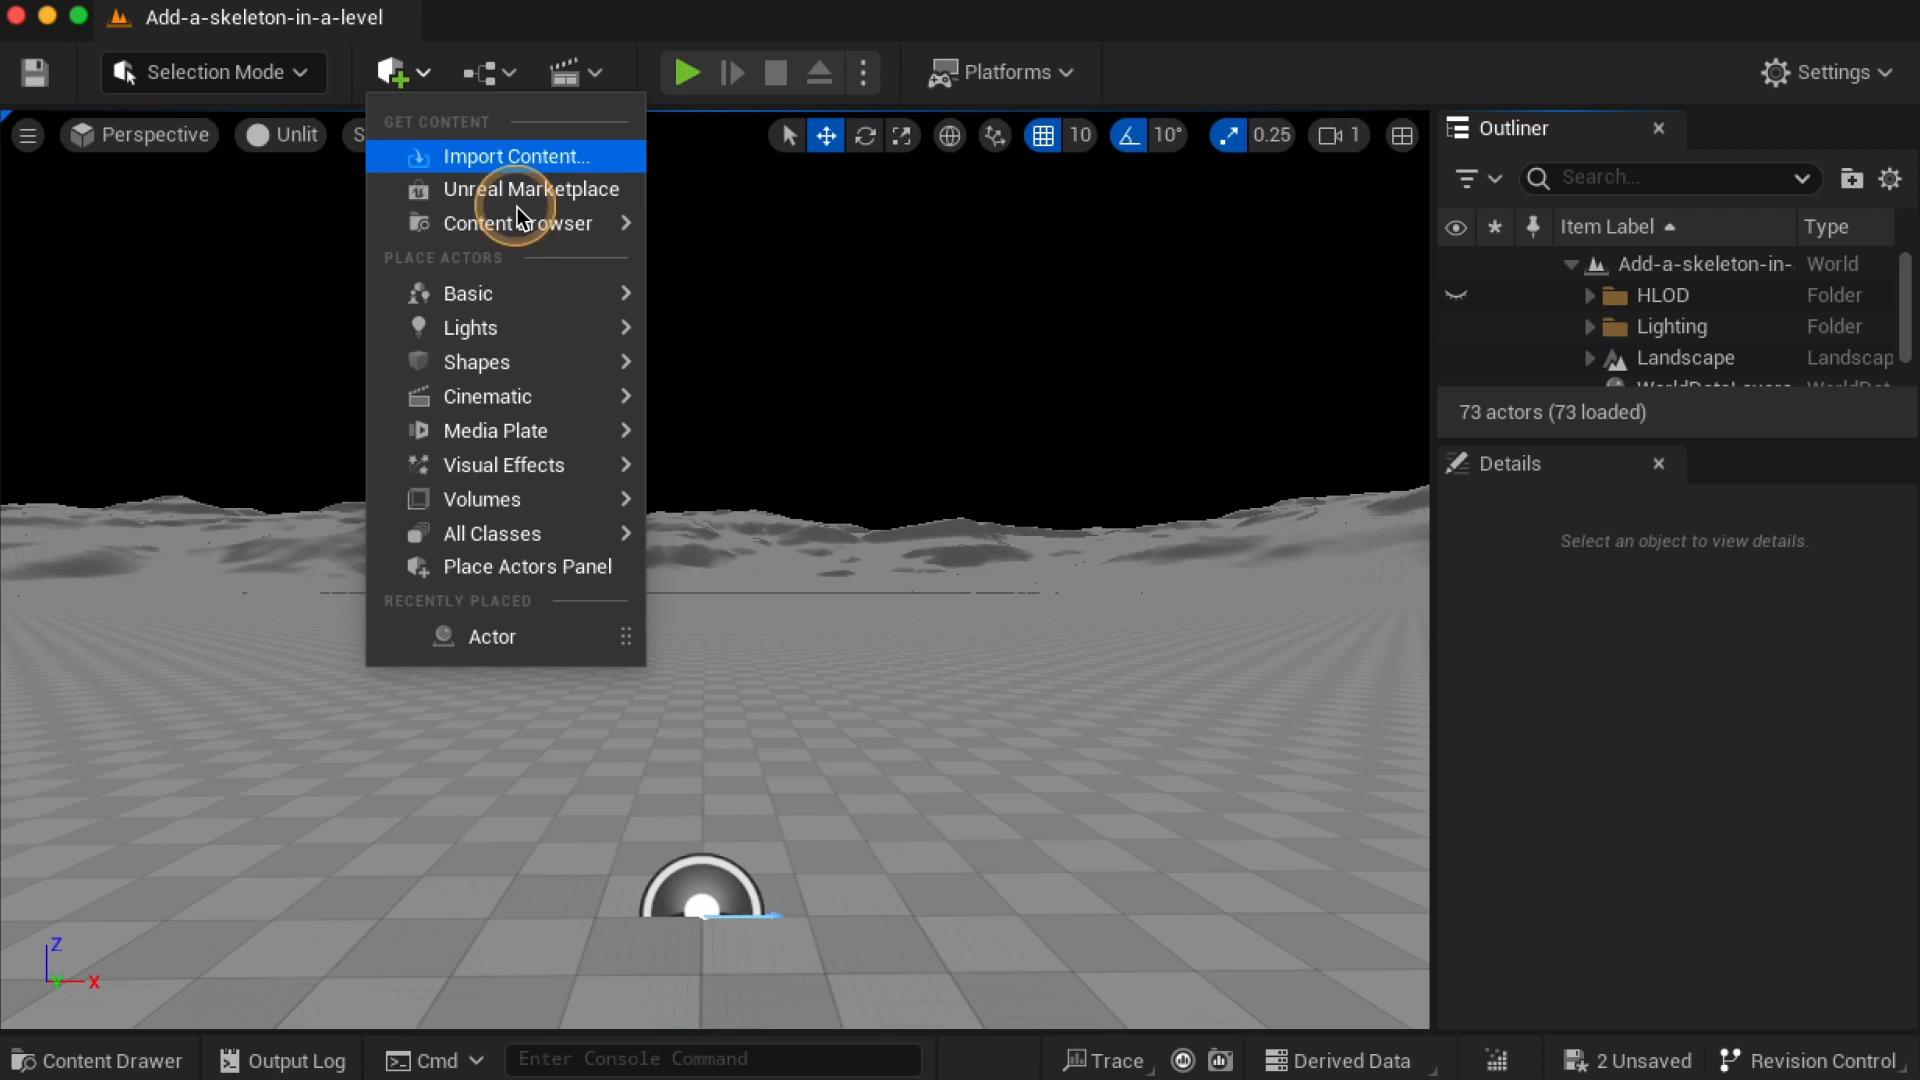 Add-a-skeleton-in-a-level
Selection Mode
Platforms
Settings
Perspective
Unlit
S
10
10°
0.25
1
GET CONTENT
Import Content...
Unreal Marketplace
Content Browser
PLACE ACTORS
Basic
Lights
Shapes
Cinematic
Media Plate
Visual Effects
Volumes
All Classes
Place Actors Panel
RECENTLY PLACED
Actor
Z
Y
X
Outliner
Search...
Item Label
Type
Add-a-skeleton-in-
World
HLOD
Folder
Lighting
Folder
Landscape
Landscap
73 actors (73 loaded)
Details
Select an object to view details.
Content Drawer
Output Log
Cmd
Enter Console Command
Trace
Derived Data
2 Unsaved
Revision Control